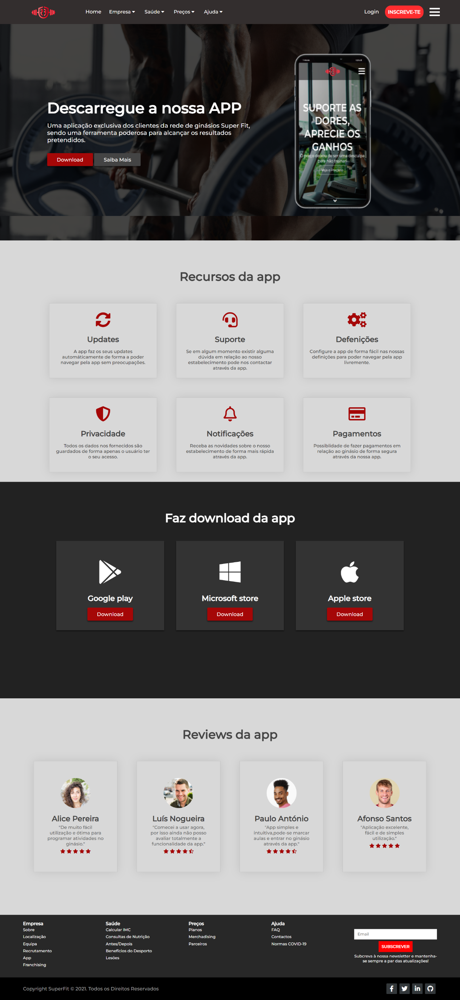 Home Empresa Saúde Preços Ajuda Login INSCREVE-TE
Descarregue a nossa APP
Uma aplicação exclusiva dos clientes da rede de ginásios Super Fit,
sendo uma ferramenta poderosa para alcançar os resultados
pretendidos.
Download Saiba Mais
T-Mobile 100%
SUPORTE AS
DORES,
APRECIE OS
GANHOS
O preço deixou de ser uma desculpa
para não treinar!
Veja o Preçario
Recursos da app
Updates
A app faz os seus updates
automáticamente de forma a poder
navegar pela app sem preocupações.
Suporte
Se em algum momento existir alguma
dúvida em relação ao nosso
estabelecimento pode nos contactar
através da app.
Defenições
Configure a app de forma fácil nas nossas
definições para poder navegar pela app
livremente.
Privacidade
Todos os dados nos fornecidos são
guardados de forma apenas o usuário ter
o seu acesso.
Notificações
Receba as novidades sobre o nosso
estabelecimento de forma mais rápida
através da app.
Pagamentos
Possiblidade de fazer pagamentos em
relação ao ginásio de forma segura
através da nossa app.
Faz download da app
Google play
Download
Microsoft store
Download
Apple store
Download
Reviews da app
Alice Pereira
"De muito fácil
utilização e ótima para
programar atividades no
ginásio."
Luís Nogueira
"Comecei a usar agora,
por isso ainda não posso
avaliar totalmente a
funcionalidade da app."
Paulo António
"App simples e
intuitiva,pode-se marcar
aulas e entrar no ginásio
através da app."
Afonso Santos
"Aplicação excelente,
fácil e de simples
utilização."
Empresa
Sobre
Localização
Equipa
Recrutamento
App
Franchising
Saúde
Calcular IMC
Consultas de Nutrição
Antes/Depois
Benefícios do Desporto
Lesões
Preços
Planos
Merchadising
Parceiros
Ajuda
FAQ
Contactos
Normas COVID-19
Email
SUBSCREVER
Subcreva à nossa newsletter e mantenha-
se sempre a par das atualizações!
Copyright SuperFit © 2021. Todos os Direitos Reservados